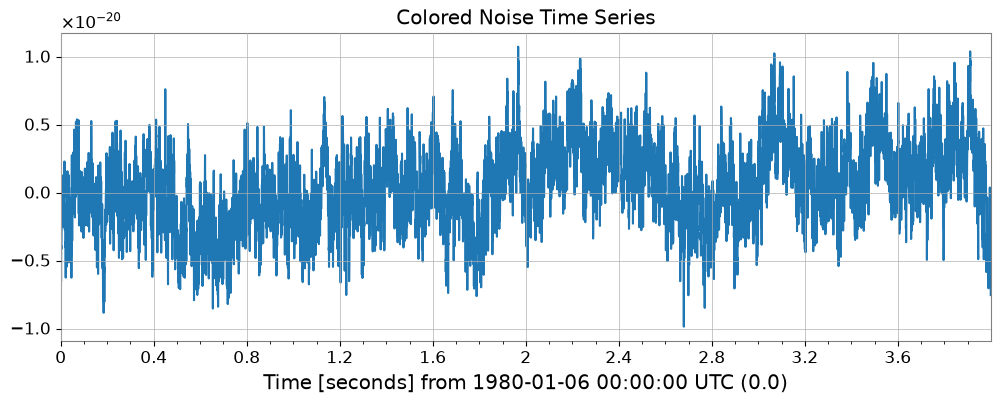 Colored Noise Time Series
×10⁻²⁰
1.0
0.5
0.0
−0.5
−1.0
0 0.4 0.8 1.2 1.6 2 2.4 2.8 3.2 3.6
Time [seconds] from 1980-01-06 00:00:00 UTC (0.0)